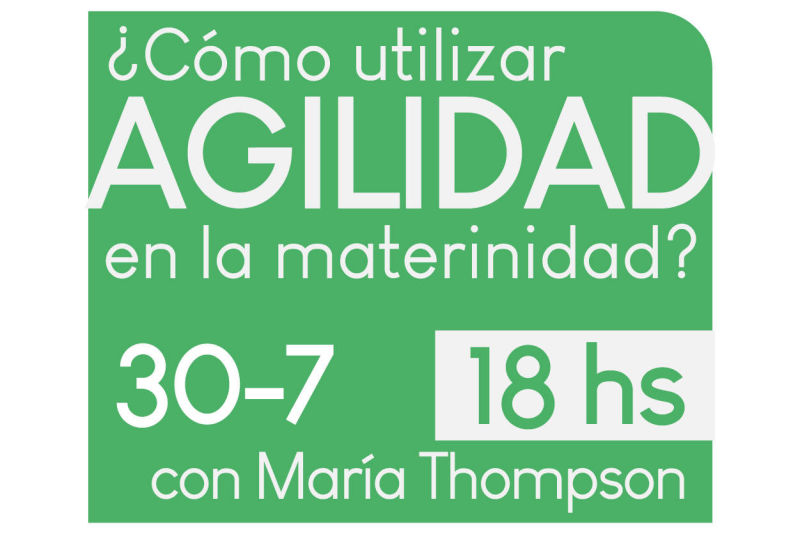 ¿Cómo utilizar
AGILIDAD
en la materinidad?
30-7
18 hs
con María Thompson